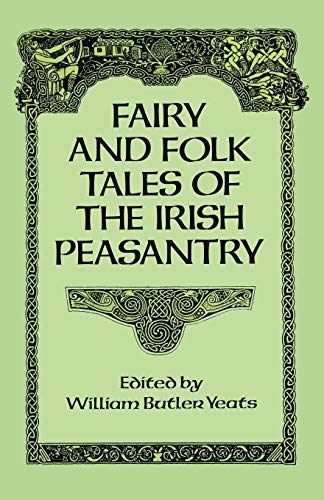 FAIRY
AND FOLK
TALES OF
THE IRISH
PEASANTRY
Edited by
William Butler Yeats